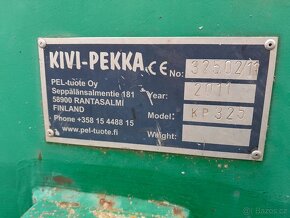 KIVI-PEKKA CE
PEL-tuote Oy
Seppälänsalmentie 181
58900 RANTASALMI
FINLAND
Phone +358 15 4488 15
www.pel-tuote.fi
No:
Year: 2011
Model: KP 325
Weight: